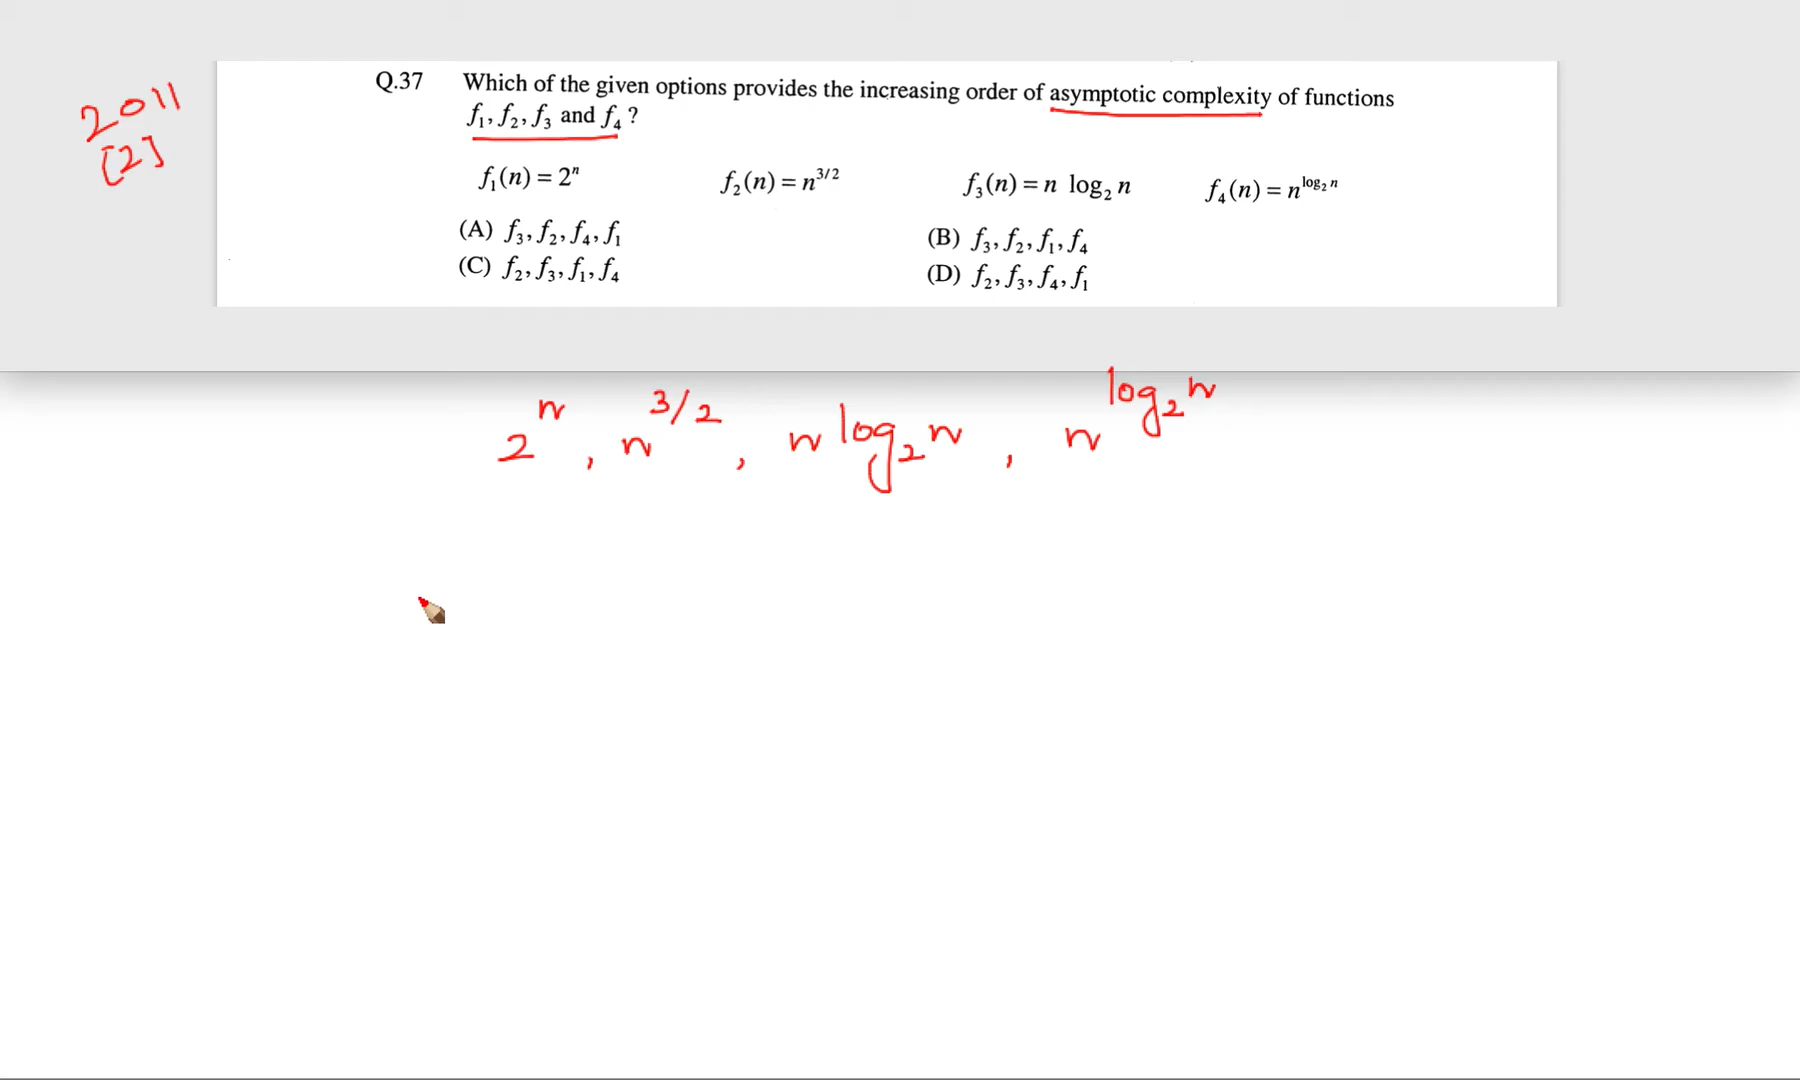 2011
[2]
Q.37 Which of the given options provides the increasing order of asymptotic complexity of functions
f₁, f₂, f₃ and f₄ ?
f₁(n) = 2ⁿ f₂(n) = n^{3/2} f₃(n) = n log₂ n f₄(n) = n^{log₂ n}
(A) f₃, f₂, f₄, f₁ (B) f₃, f₂, f₁, f₄
(C) f₂, f₃, f₁, f₄ (D) f₂, f₃, f₄, f₁
2ⁿ, n^{3/2}, n log₂ n, n^{log₂ n}